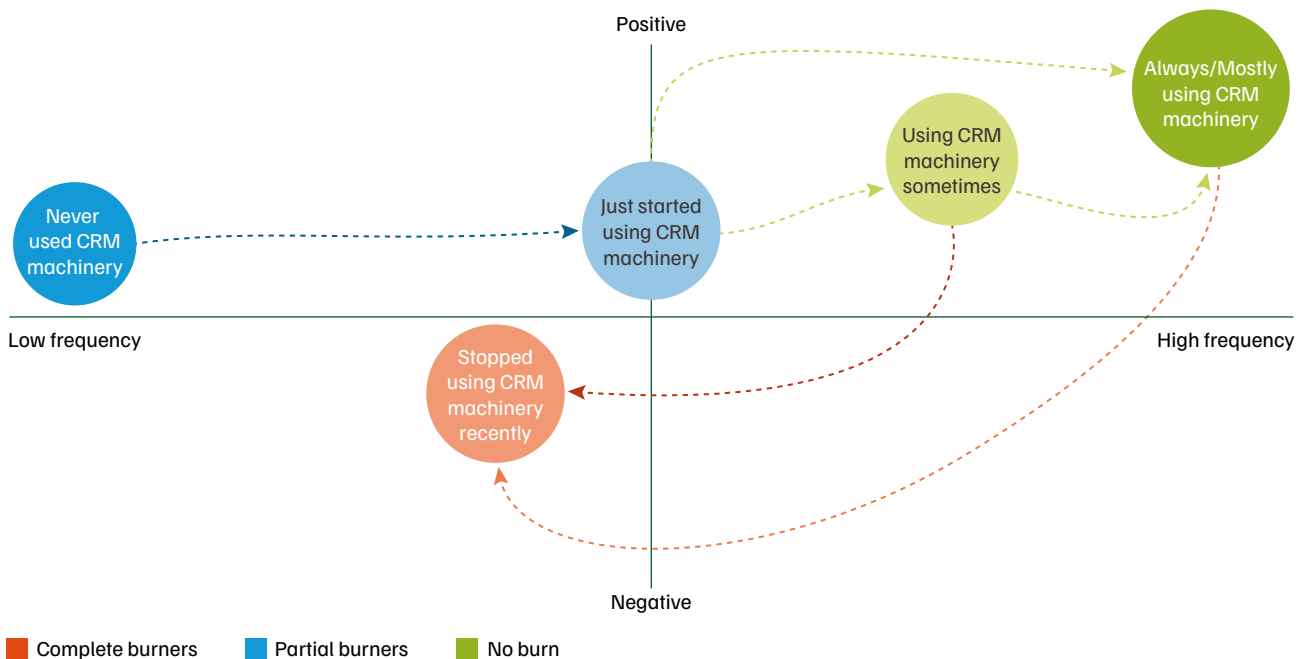 Positive
Always/Mostly
using CRM
machinery
Using CRM
machinery
sometimes
Never
used CRM
machinery
Just started
using CRM
machinery
Low frequency
High frequency
Stopped
using CRM
machinery
recently
Negative
Complete burners
Partial burners
No burn